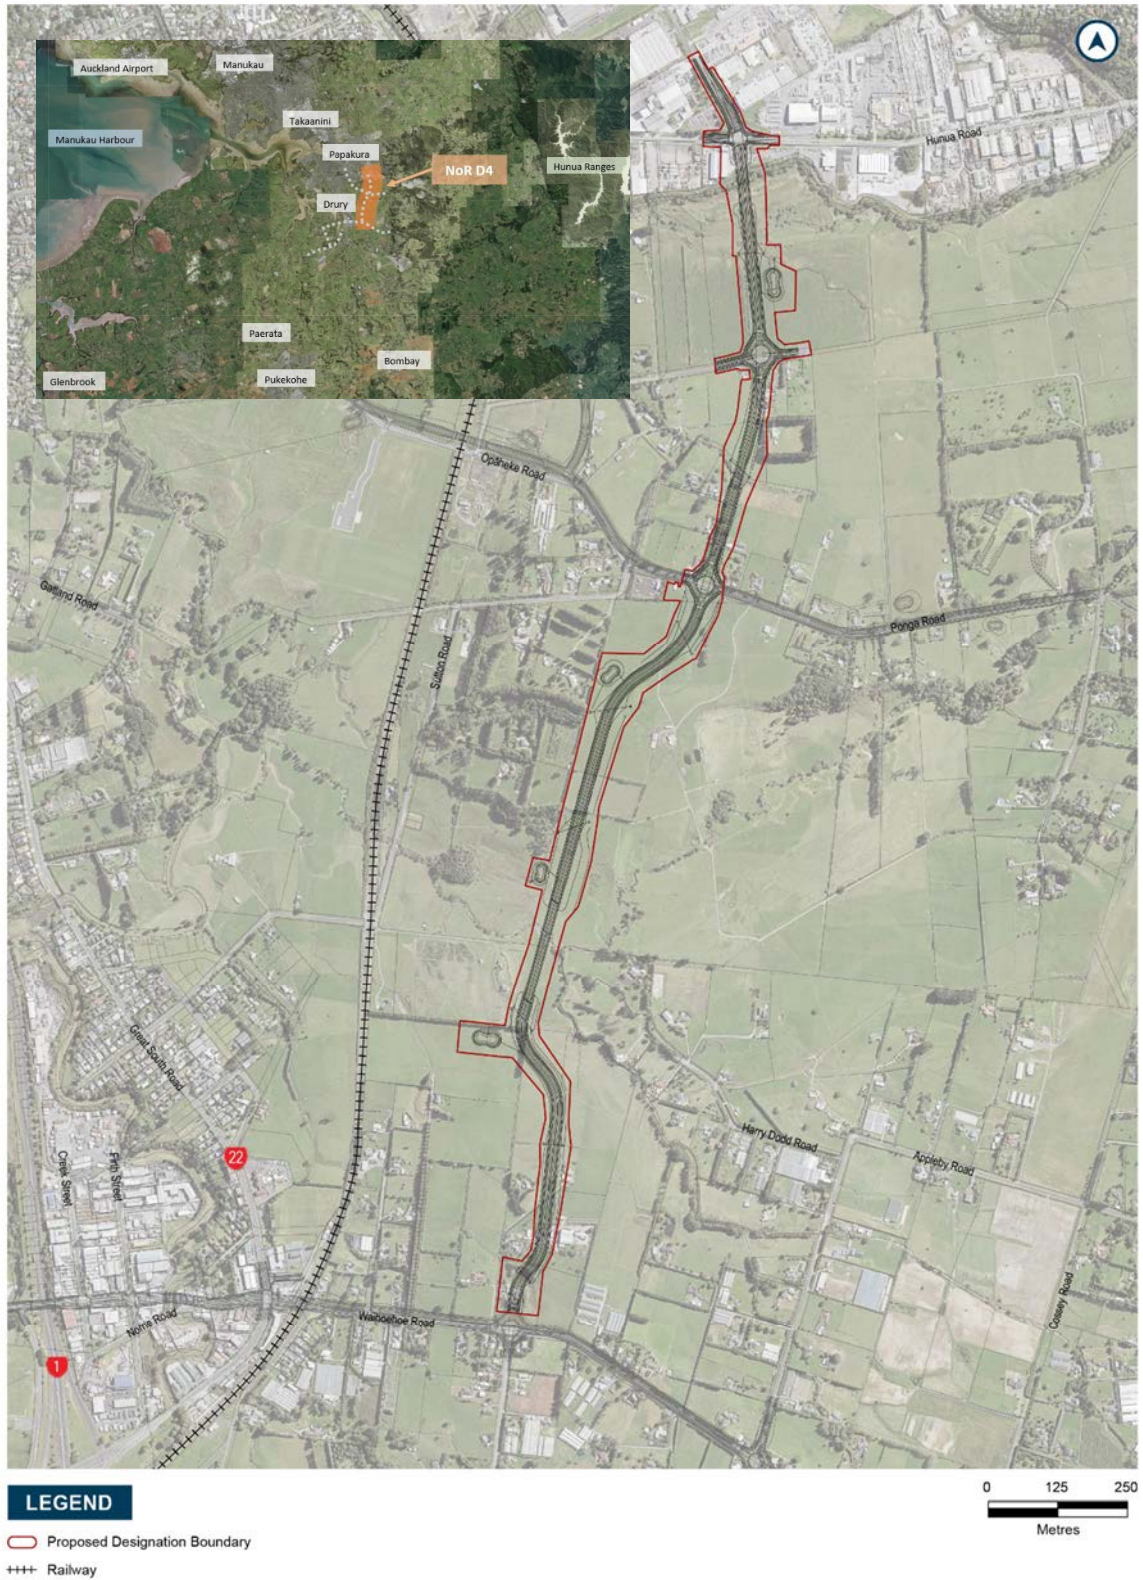 Auckland Airport
Manukau
Takaanini
Manukau Harbour
Papakura
NoR D4
Hunua Ranges
Drury
Paerata
Bombay
Glenbrook
Pukekohe
Hunua Road
Opāheke Road
Gatland Road
Sutton Road
Ponga Road
Great South Road
22
Harry Dodd Road
Appleby Road
Creek Street
Firth Street
Cossey Road
Norrie Road
Waihoehoe Road
1
LEGEND
Proposed Designation Boundary
Railway
0 125 250
Metres